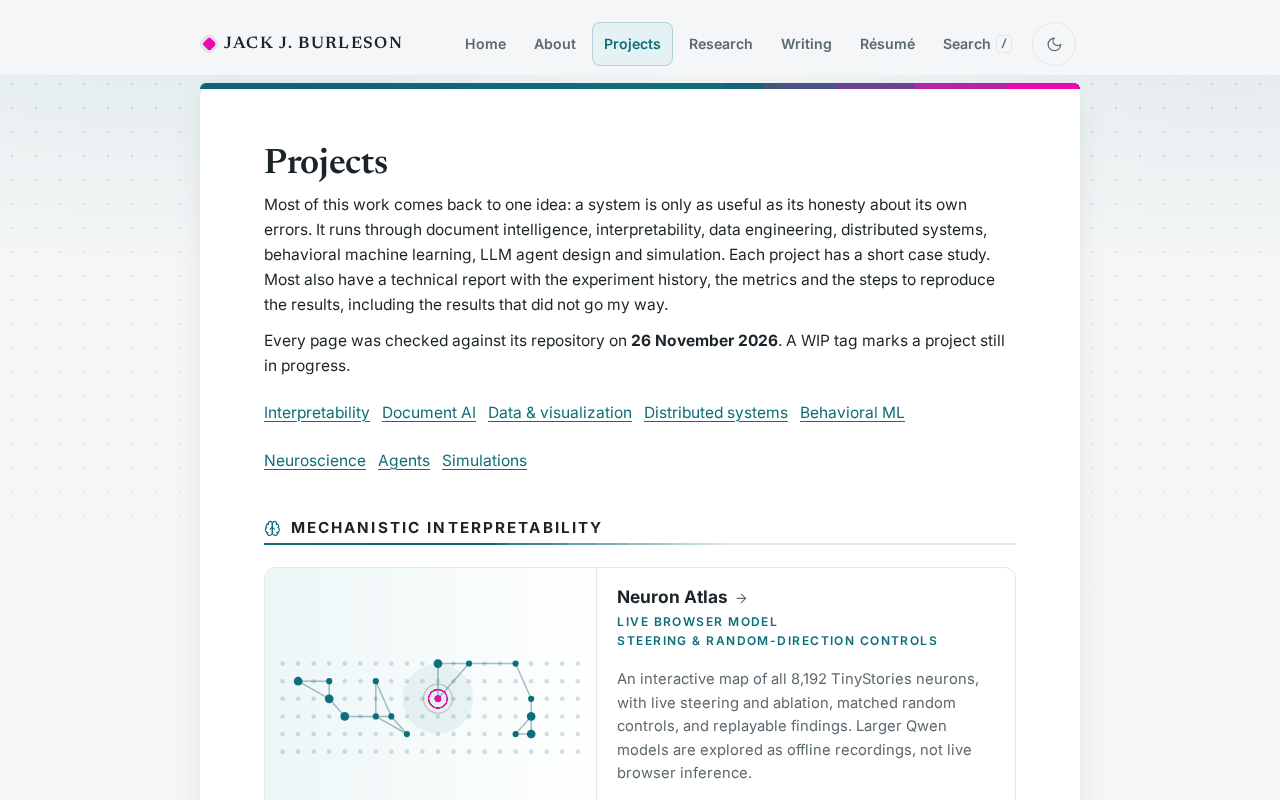 JACK J. BURLESON
Home About Projects Research Writing Résumé Search /
Projects
Most of this work comes back to one idea: a system is only as useful as its honesty about its own
errors. It runs through document intelligence, interpretability, data engineering, distributed systems,
behavioral machine learning, LLM agent design and simulation. Each project has a short case study.
Most also have a technical report with the experiment history, the metrics and the steps to reproduce
the results, including the results that did not go my way.
Every page was checked against its repository on 26 November 2026. A WIP tag marks a project still
in progress.
Interpretability Document AI Data & visualization Distributed systems Behavioral ML
Neuroscience Agents Simulations
MECHANISTIC INTERPRETABILITY
Neuron Atlas →
LIVE BROWSER MODEL
STEERING & RANDOM-DIRECTION CONTROLS
An interactive map of all 8,192 TinyStories neurons,
with live steering and ablation, matched random
controls, and replayable findings. Larger Qwen
models are explored as offline recordings, not live
browser inference.